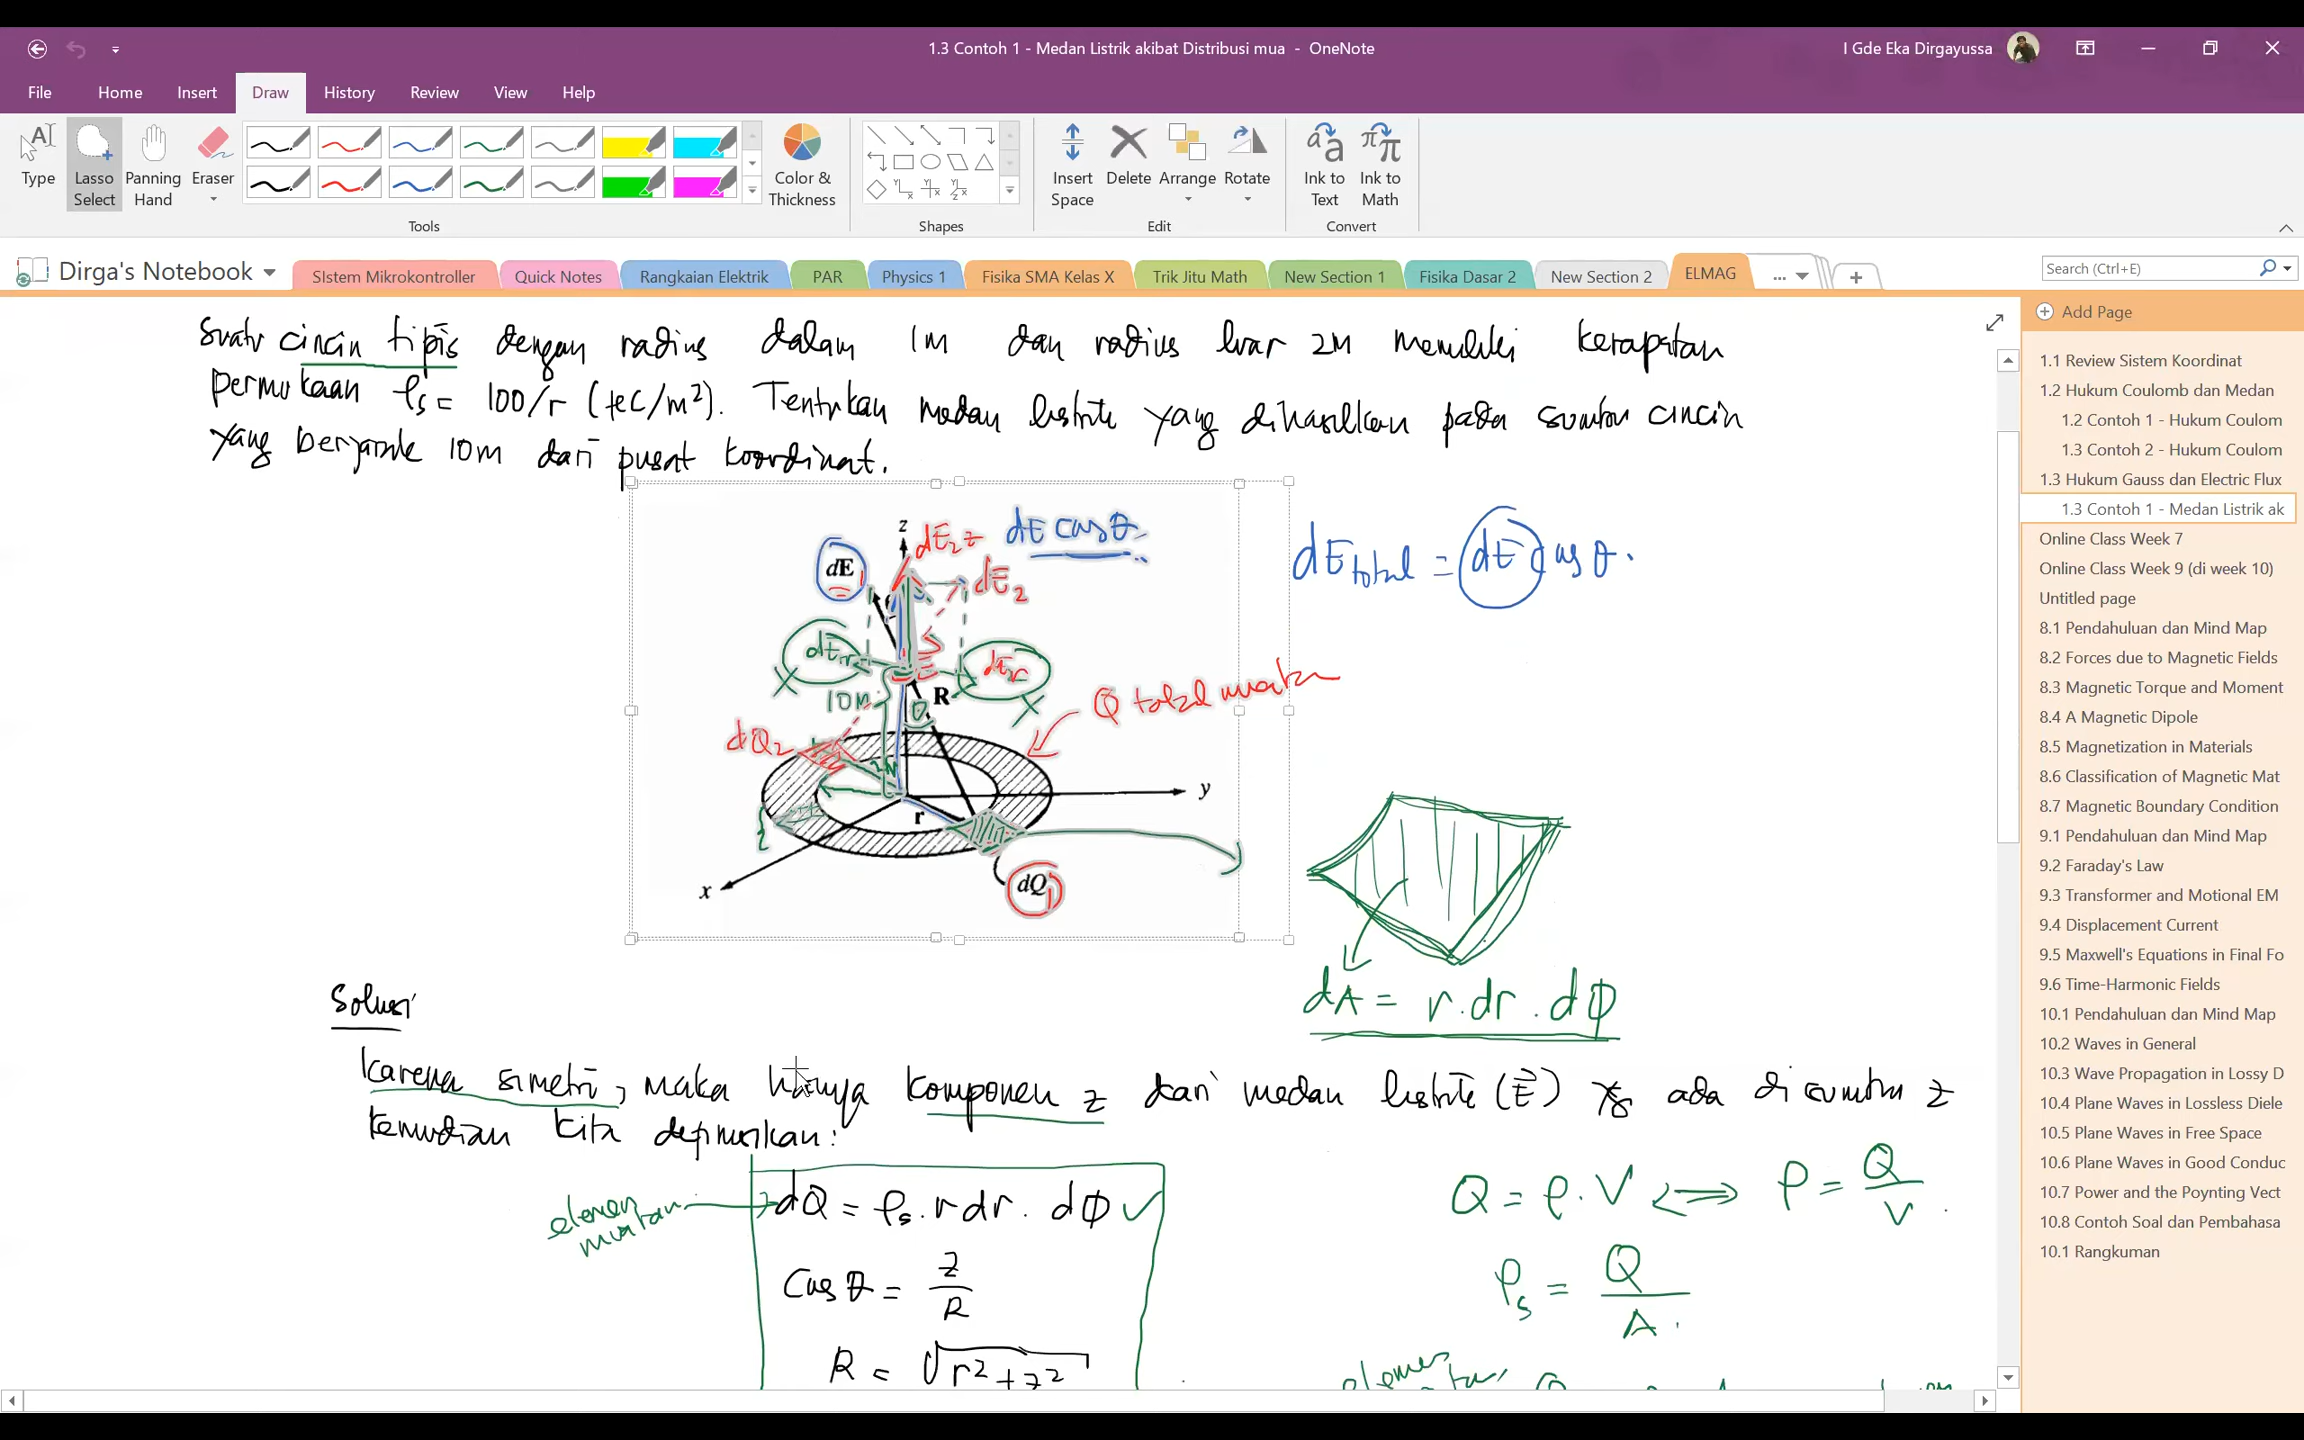 1.3 Contoh 1 - Medan Listrik akibat Distribusi mua - OneNote
I Gde Eka Dirgayussa
File Home Insert Draw History Review View Help
Type
Lasso Select
Panning Hand
Eraser
Color & Thickness
Insert Space
Delete
Arrange
Rotate
Ink to Text
Ink to Math
Tools
Shapes
Edit
Convert
Dirga's Notebook
SIstem Mikrokontroller
Quick Notes
Rangkaian Elektrik
PAR
Physics 1
Fisika SMA Kelas X
Trik Jitu Math
New Section 1
Fisika Dasar 2
New Section 2
ELMAG
...
Search (Ctrl+E)
Suatu cincin tipis dengan radius dalam 1m dan radius luar 2m memiliki kerapatan
permukaan ρs = 100/r (μC/m²). Tentukan medan listrik yang dihasilkan pada sumbu cincin
yang berjarak 10m dari pusat koordinat.
z
dE2z
dE cos θ
dE
dE2
dEr
dEr
10m
R
θ
Q total muatan
dQ2
2m
y
r
x
dQ1
dE total = dE cos θ.
dA = r.dr.dϕ
Solusi
Karena simetri, maka hanya komponen z dari medan listrik (E⃗) yg ada di sumbu z
kemudian kita definisikan:
elemen
muatan
dQ = ρs.rdr. dϕ
Cos θ = z/R
R = √r²+z²
Q = ρ.V ⟺ ρ = Q/V
ρs = Q/A
elemen
Add Page
1.1 Review Sistem Koordinat
1.2 Hukum Coulomb dan Medan
1.2 Contoh 1 - Hukum Coulom
1.3 Contoh 2 - Hukum Coulom
1.3 Hukum Gauss dan Electric Flux
1.3 Contoh 1 - Medan Listrik ak
Online Class Week 7
Online Class Week 9 (di week 10)
Untitled page
8.1 Pendahuluan dan Mind Map
8.2 Forces due to Magnetic Fields
8.3 Magnetic Torque and Moment
8.4 A Magnetic Dipole
8.5 Magnetization in Materials
8.6 Classification of Magnetic Mat
8.7 Magnetic Boundary Condition
9.1 Pendahuluan dan Mind Map
9.2 Faraday's Law
9.3 Transformer and Motional EM
9.4 Displacement Current
9.5 Maxwell's Equations in Final Fo
9.6 Time-Harmonic Fields
10.1 Pendahuluan dan Mind Map
10.2 Waves in General
10.3 Wave Propagation in Lossy D
10.4 Plane Waves in Lossless Diele
10.5 Plane Waves in Free Space
10.6 Plane Waves in Good Conduc
10.7 Power and the Poynting Vect
10.8 Contoh Soal dan Pembahasa
10.1 Rangkuman